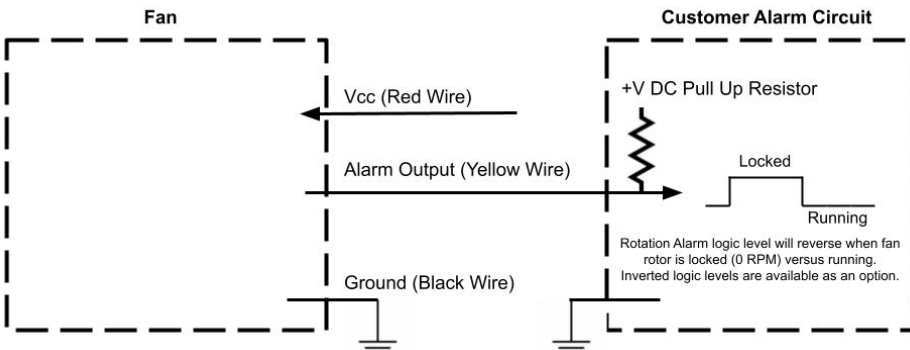 Fan
Customer Alarm Circuit
Vcc (Red Wire)
+V DC Pull Up Resistor
Alarm Output (Yellow Wire)
Locked
Running
Rotation Alarm logic level will reverse when fan
rotor is locked (0 RPM) versus running.
Inverted logic levels are available as an option.
Ground (Black Wire)